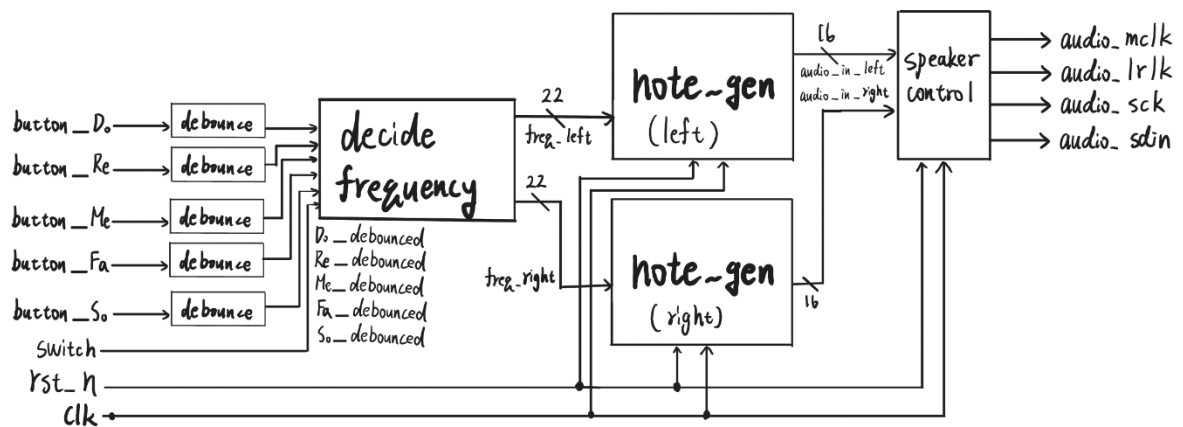 button_Do
debounce
button_Re
debounce
button_Me
debounce
button_Fa
debounce
button_So
debounce
switch
rst_n
clk
decide
frequency
Do_debounced
Re_debounced
Me_debounced
Fa_debounced
So_debounced
22
freq_left
22
freq_right
note_gen
(left)
note_gen
(right)
16
audio_in_left
audio_in_right
16
speaker
control
audio_mclk
audio_lrlk
audio_sck
audio_sdin